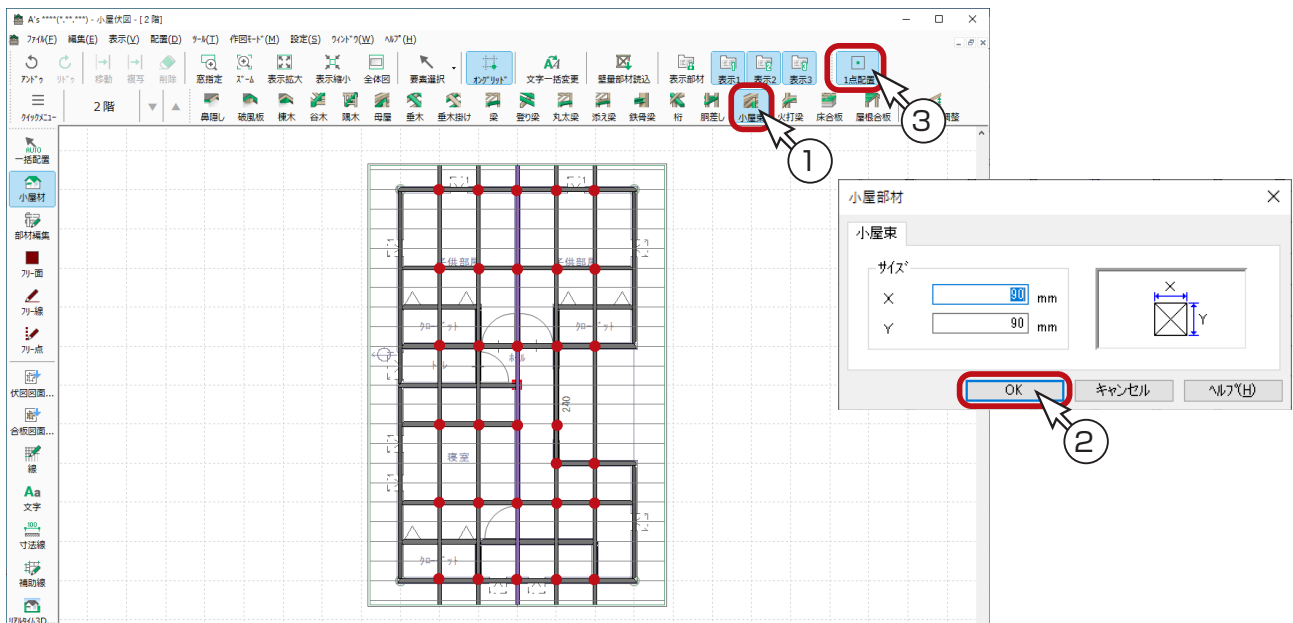 A's ****(*.**.***) - 小屋伏図 - [2 階]
ﾌｧｲﾙ(F) 編集(E) 表示(V) 配置(D) ﾂｰﾙ(T) 作図ﾓｰﾄﾞ(M) 設定(S) ｳｨﾝﾄﾞｳ(W) ﾍﾙﾌﾟ(H)
ｱﾝﾄﾞｩ ﾘﾄﾞｩ 移動 複写 削除 窓指定 ｽﾞｰﾑ 表示拡大 表示縮小 全体図 要素選択 ｵﾝｸﾞﾘｯﾄﾞ 文字一括変更 壁量部材読込 表示部材 表示1 表示2 表示3 1点配置
ｸｲｯｸﾒﾆｭｰ 2 階 鼻隠し 破風板 棟木 谷木 隅木 母屋 垂木 垂木掛け 梁 登り梁 丸太梁 添え梁 鉄骨梁 桁 胴差し 小屋束 火打梁 床合板 屋根合板 調整
③
①
AUTO
一括配置
小屋材
部材編集
ﾌﾘｰ面
ﾌﾘｰ線
ﾌﾘｰ点
伏図図面...
合板図面...
線
Aa
文字
100
寸法線
補助線
ﾘｱﾙﾀｲﾑ3D...
子供部屋 子供部屋
ｸﾛｰｾﾞｯﾄ ｸﾛｰｾﾞｯﾄ
ﾄｲﾚ ﾎｰﾙ
240
寝室
ｸﾛｰｾﾞｯﾄ
小屋部材
小屋束
ｻｲｽﾞ
X 90 mm
Y 90 mm
X
Y
OK キャンセル ﾍﾙﾌﾟ(H)
②